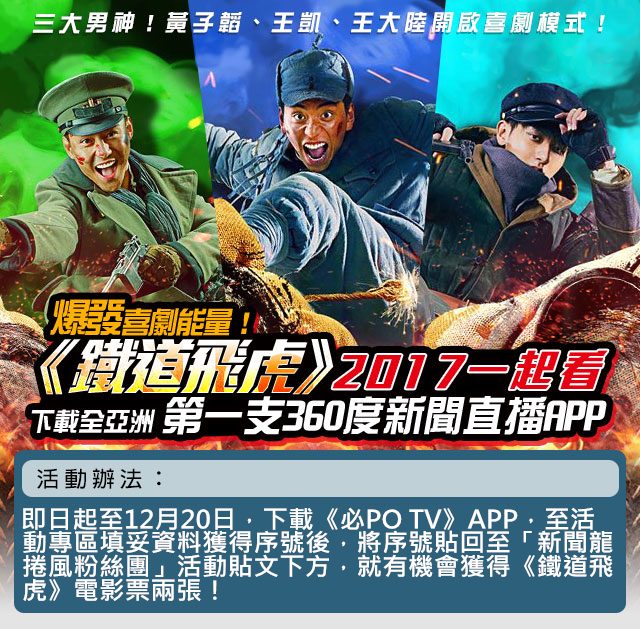 三大男神！黃子韜、王凱、王大陸開啟喜劇模式！
爆發喜劇能量！
《鐵道飛虎》2017一起看
下載全亞洲 第一支360度新聞直播APP
活動辦法：
即日起至12月20日，下載《必PO TV》APP，至活
動專區填妥資料獲得序號後，將序號貼回至「新聞龍
捲風粉絲團」活動貼文下方，就有機會獲得《鐵道飛
虎》電影票兩張！